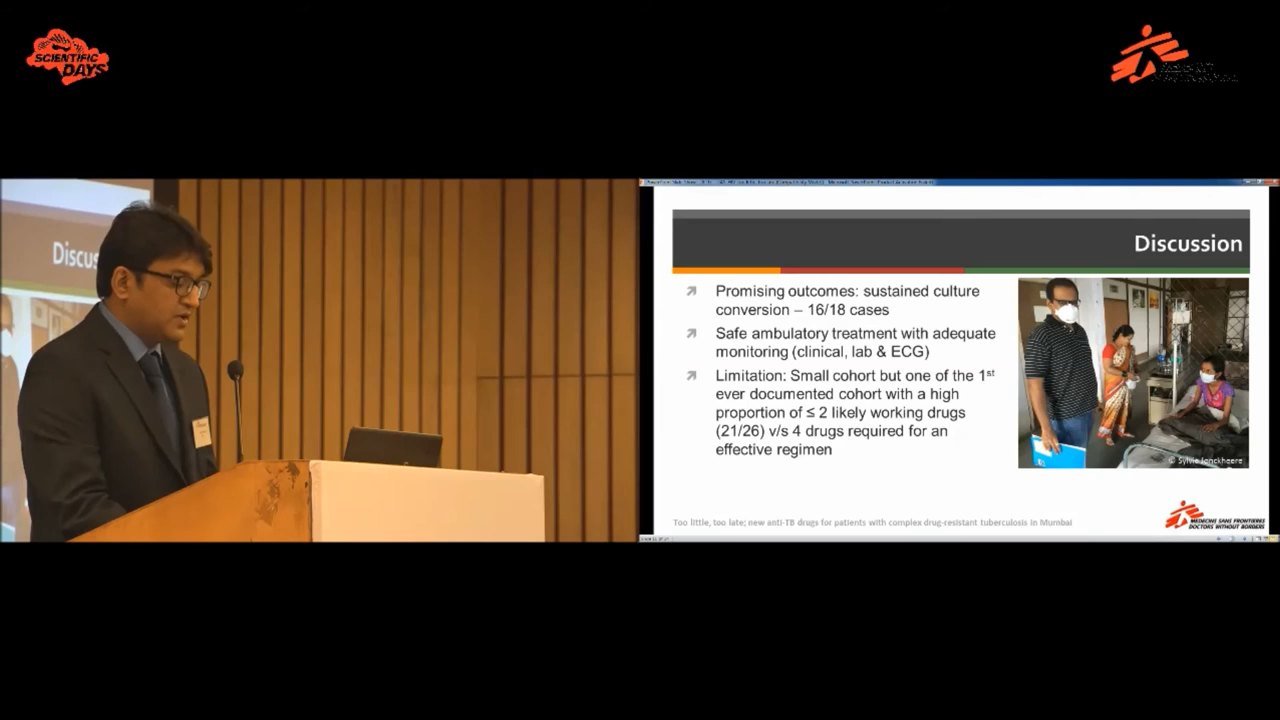 SCIENTIFIC
DAYS
Discus
Discussion
Promising outcomes: sustained culture
conversion – 16/18 cases
Safe ambulatory treatment with adequate
monitoring (clinical, lab & ECG)
Limitation: Small cohort but one of the 1st
ever documented cohort with a high
proportion of ≤ 2 likely working drugs
(21/26) v/s 4 drugs required for an
effective regimen
© Sylvie Jonckheere
Too little, too late; new anti-TB drugs for patients with complex drug-resistant tuberculosis in Mumbai
MEDECINS SANS FRONTIERES
DOCTORS WITHOUT BORDERS